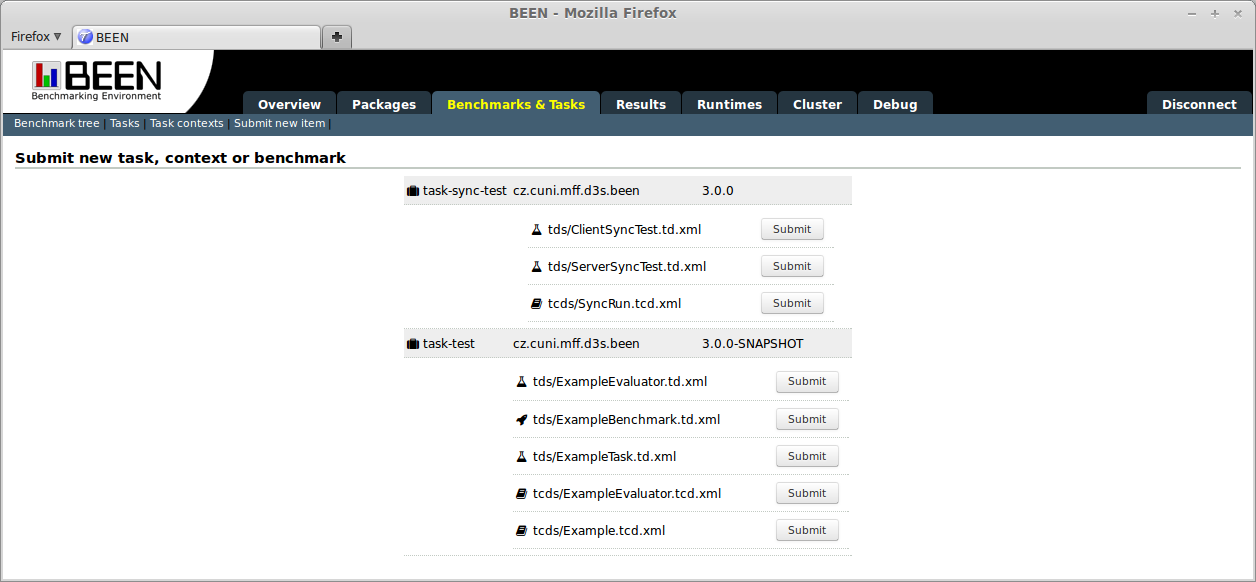 BEEN - Mozilla Firefox
Firefox
BEEN
BEEN
Benchmarking Environment
Overview Packages Benchmarks & Tasks Results Runtimes Cluster Debug Disconnect
Benchmark tree | Tasks | Task contexts | Submit new item |
Submit new task, context or benchmark
task-sync-test cz.cuni.mff.d3s.been 3.0.0
tds/ClientSyncTest.td.xml Submit
tds/ServerSyncTest.td.xml Submit
tcds/SyncRun.tcd.xml Submit
task-test cz.cuni.mff.d3s.been 3.0.0-SNAPSHOT
tds/ExampleEvaluator.td.xml Submit
tds/ExampleBenchmark.td.xml Submit
tds/ExampleTask.td.xml Submit
tcds/ExampleEvaluator.tcd.xml Submit
tcds/Example.tcd.xml Submit